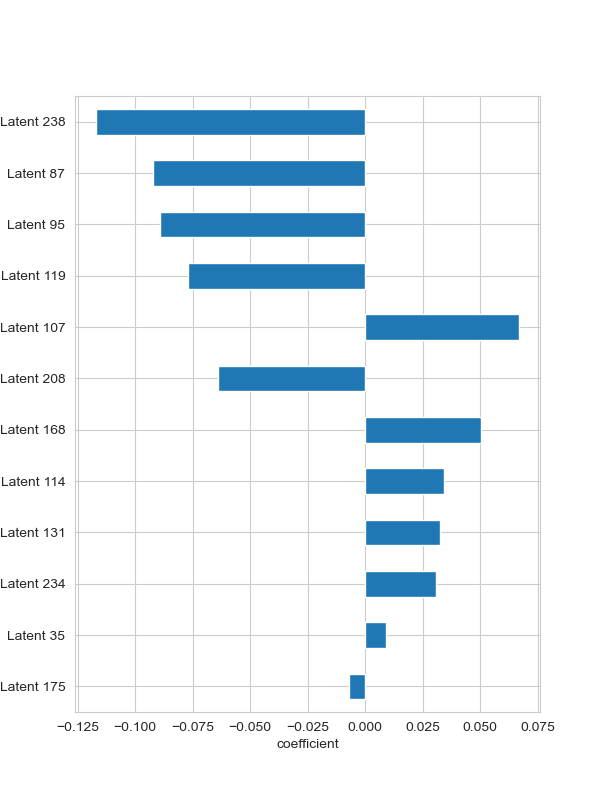 Latent 238
Latent 87
Latent 95
Latent 119
Latent 107
Latent 208
Latent 168
Latent 114
Latent 131
Latent 234
Latent 35
Latent 175
−0.125 −0.100 −0.075 −0.050 −0.025 0.000 0.025 0.050 0.075
coefficient